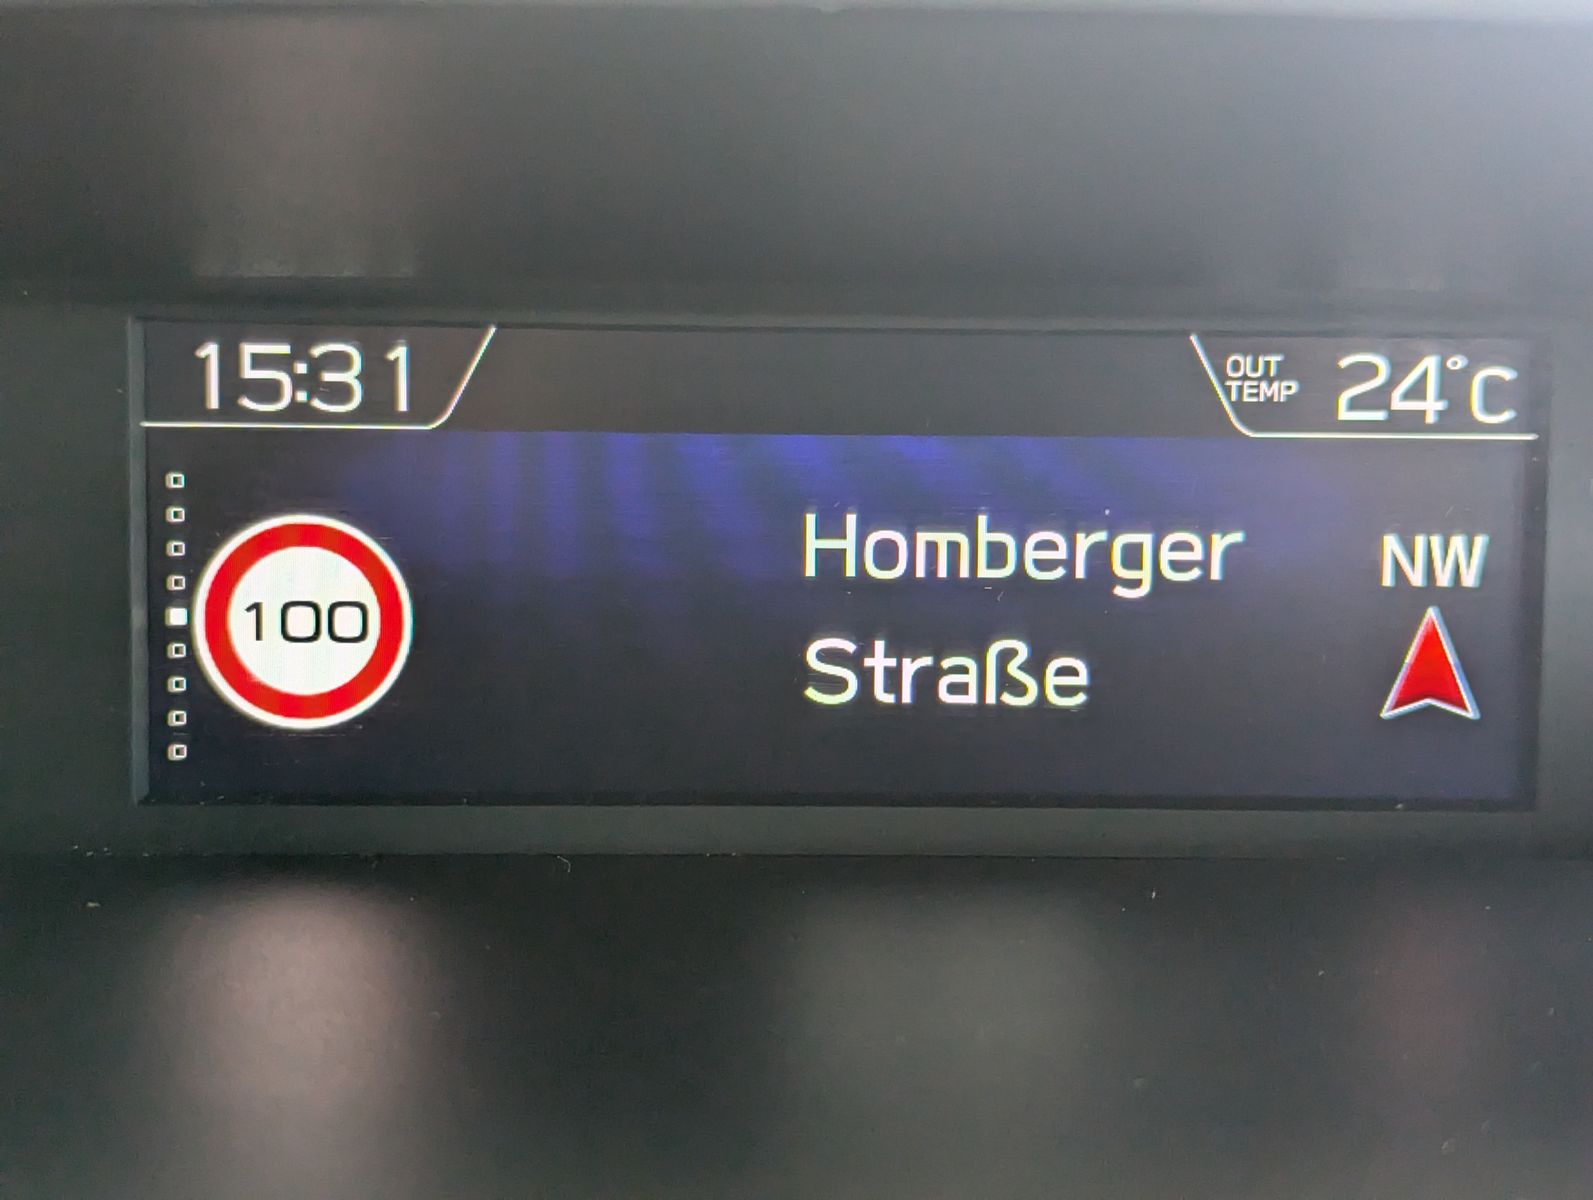 15:31
OUT
TEMP
24°C
100
Homberger
Straße
NW